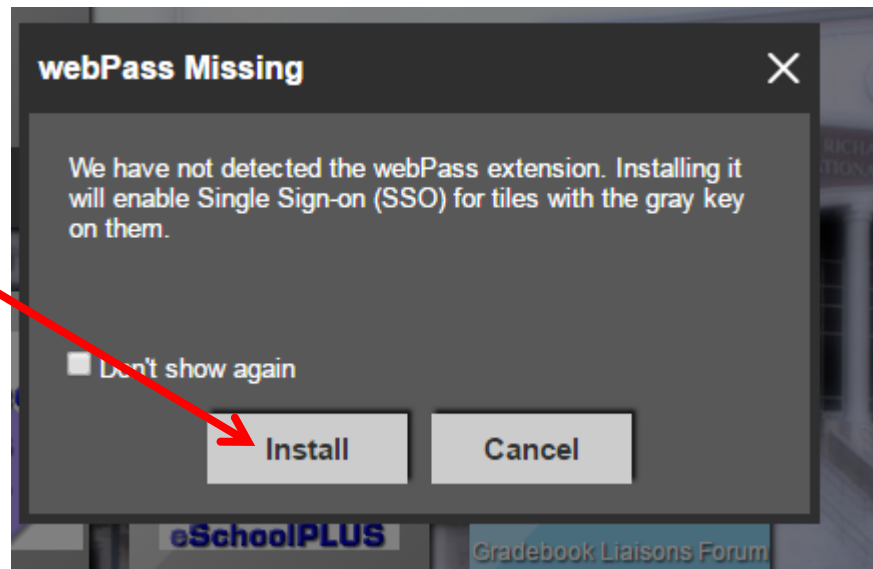 webPass Missing
We have not detected the webPass extension. Installing it
will enable Single Sign-on (SSO) for tiles with the gray key
on them.
Don't show again
Install
Cancel
eSchoolPLUS
Gradebook Liaisons Forum